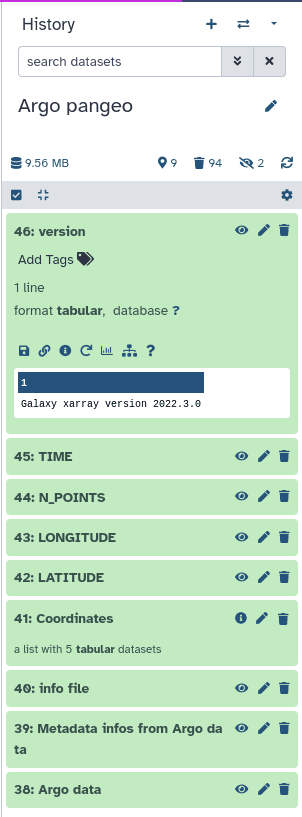 History
search datasets
Argo pangeo
9.56 MB
9
94
2
46: version
Add Tags
1 line
format tabular, database ?
?
1
Galaxy xarray version 2022.3.0
45: TIME
44: N_POINTS
43: LONGITUDE
42: LATITUDE
41: Coordinates
a list with 5 tabular datasets
40: info file
39: Metadata infos from Argo da
ta
38: Argo data